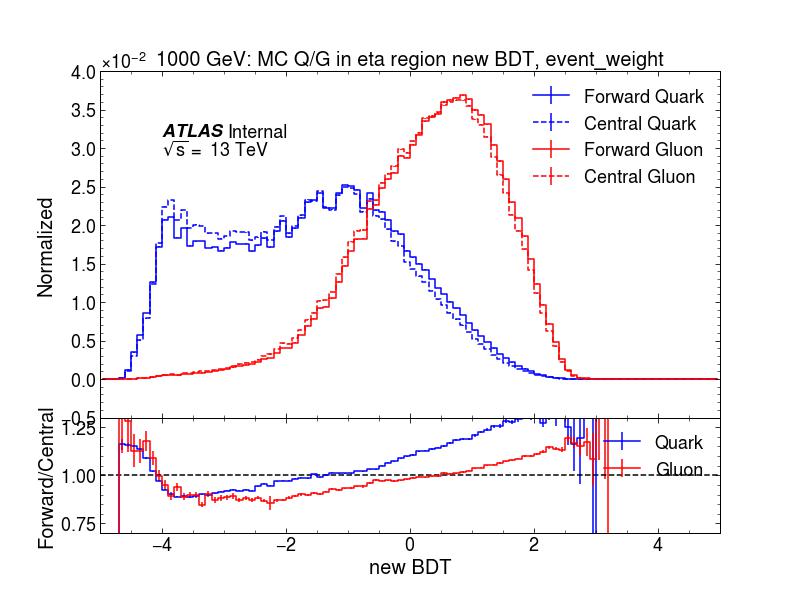 ×10⁻² 1000 GeV: MC Q/G in eta region new BDT, event_weight
4.0
3.5
3.0
2.5
2.0
1.5
1.0
0.5
0.0
0.5
Normalized
ATLAS Internal
√s = 13 TeV
Forward Quark
Central Quark
Forward Gluon
Central Gluon
1.25
1.00
0.75
Forward/Central
Quark
Gluon
−4 −2 0 2 4
new BDT